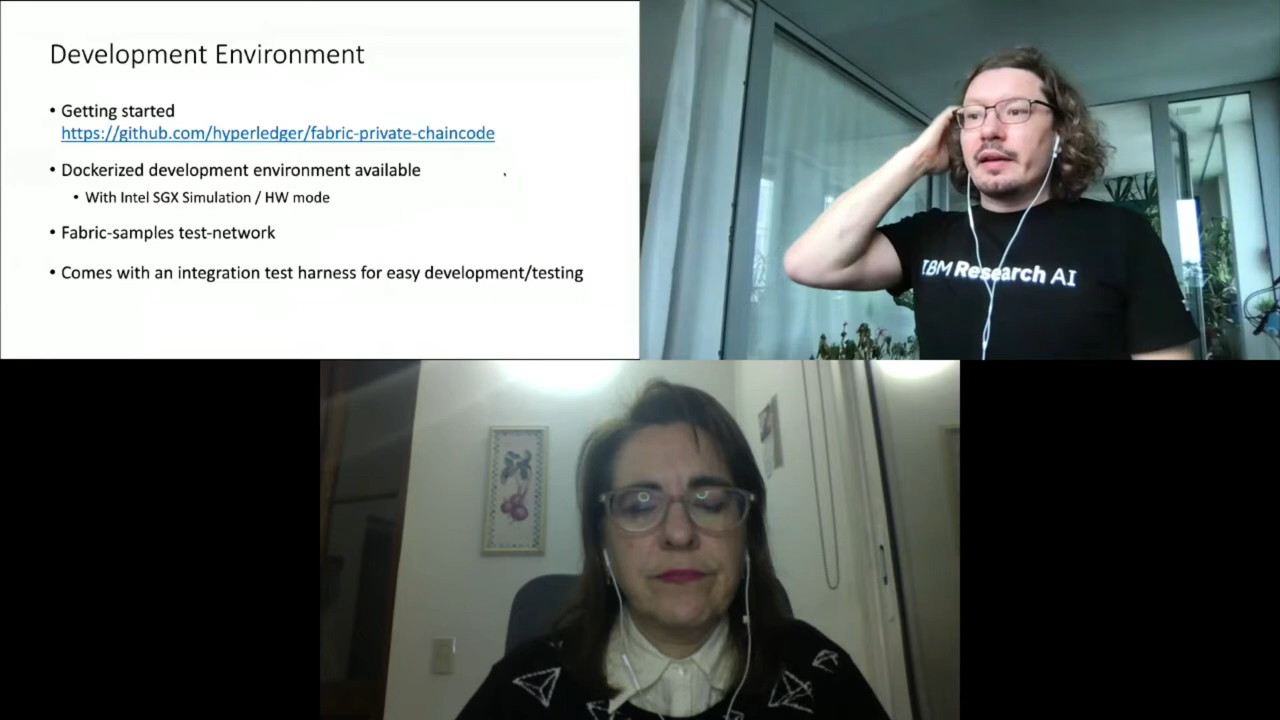 Development Environment
• Getting started
https://github.com/hyperledger/fabric-private-chaincode
• Dockerized development environment available
• With Intel SGX Simulation / HW mode
• Fabric-samples test-network
• Comes with an integration test harness for easy development/testing
IBM Research AI